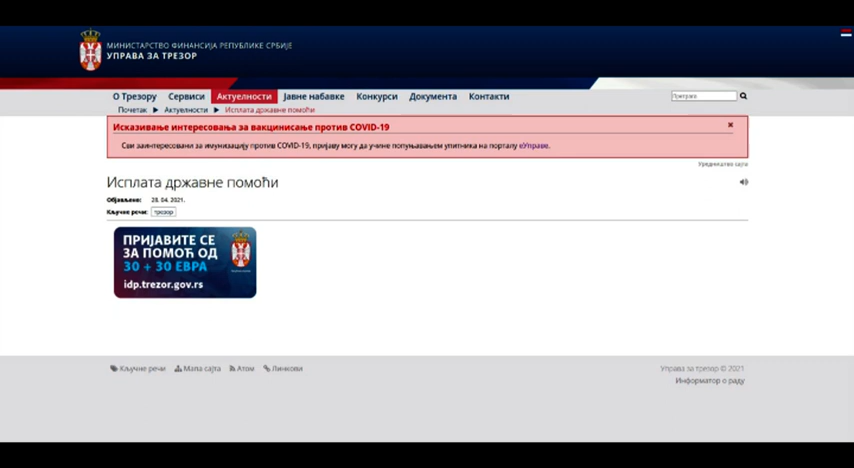 МИНИСТАРСТВО ФИНАНСИЈА РЕПУБЛИКЕ СРБИЈЕ
УПРАВА ЗА ТРЕЗОР
О Трезору Сервиси Актуелности Јавне набавке Конкурси Документа Контакти
Претрага
Почетак Актуелности Исплата државне помоћи
Исказивање интересовања за вакцинисање против COVID-19
Сви заинтересовани за имунизацију против COVID-19, пријаву могу да учине попуњавањем упитника на порталу еУправе.
Уредништво сајта
Исплата државне помоћи
Објављено: 28. 04. 2021.
Кључне речи: трезор
ПРИЈАВИТЕ СЕ
ЗА ПОМОЋ ОД
30 + 30 ЕВРА
idp.trezor.gov.rs
Кључне речи Мапа сајта Атом Линкови
Управа за трезор © 2021
Информатор о раду